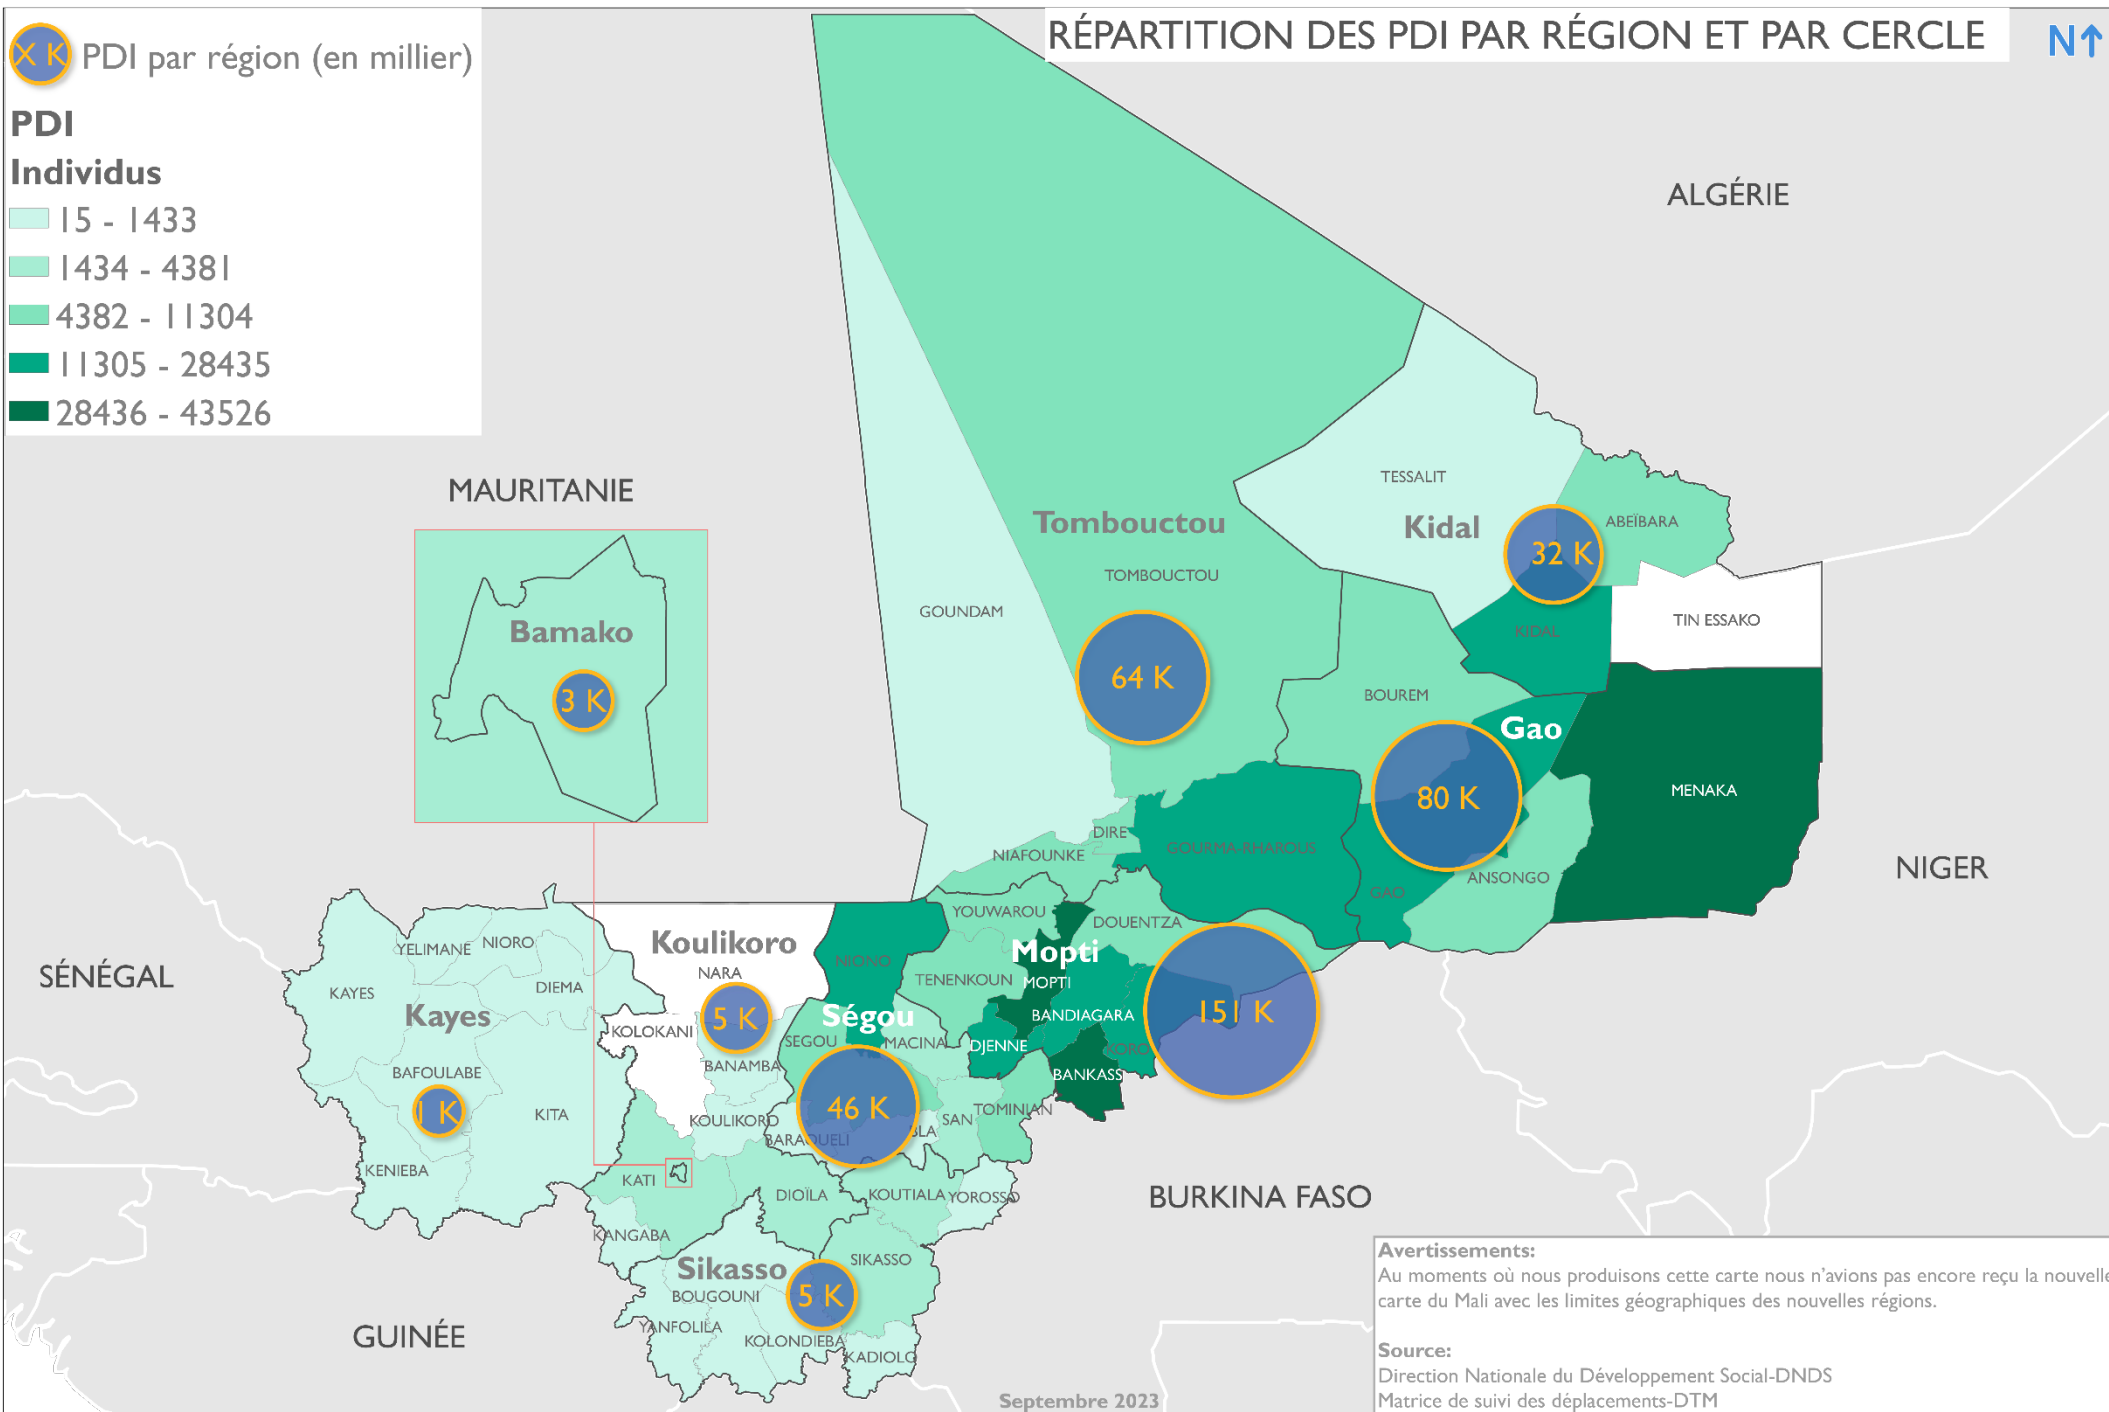 RÉPARTITION DES PDI PAR RÉGION ET PAR CERCLE
N
X K PDI par région (en millier)
PDI
Individus
15 - 1433
1434 - 4381
4382 - 11304
11305 - 28435
28436 - 43526
ALGÉRIE
MAURITANIE
TESSALIT
Tombouctou
Kidal
ABEÏBARA
32 K
TOMBOUCTOU
GOUNDAM
TIN ESSAKO
KIDAL
Bamako
3 K
64 K
BOUREM
Gao
80 K
MENAKA
DIRE
GOURMA-RHAROUS
NIAFOUNKE
NIGER
ANSONGO
GAO
YOUWAROU
DOUENTZA
Koulikoro
Mopti
YELIMANE
NIORO
NARA
NIONO
TENENKOUN
MOPTI
SÉNÉGAL
KAYES
DIEMA
Kayes
5 K
Ségou
BANDIAGARA
151 K
KOLOKANI
SEGOU
MACINA
DJENNE
KORO
BAFOULABE
BANAMBA
BANKASS
1 K
KITA
46 K
KOULIKORO
BARAOUELI
BLA
SAN
TOMINIAN
KENIEBA
KATI
DIOÏLA
KOUTIALA
YOROSSO
BURKINA FASO
KANGABA
Sikasso
SIKASSO
BOUGOUNI
5 K
YANFOLILA
KOLONDIEBA
KADIOLO
GUINÉE
Septembre 2023
Avertissements:
Au moments où nous produisons cette carte nous n'avions pas encore reçu la nouvelle
carte du Mali avec les limites géographiques des nouvelles régions.
Source:
Direction Nationale du Développement Social-DNDS
Matrice de suivi des déplacements-DTM